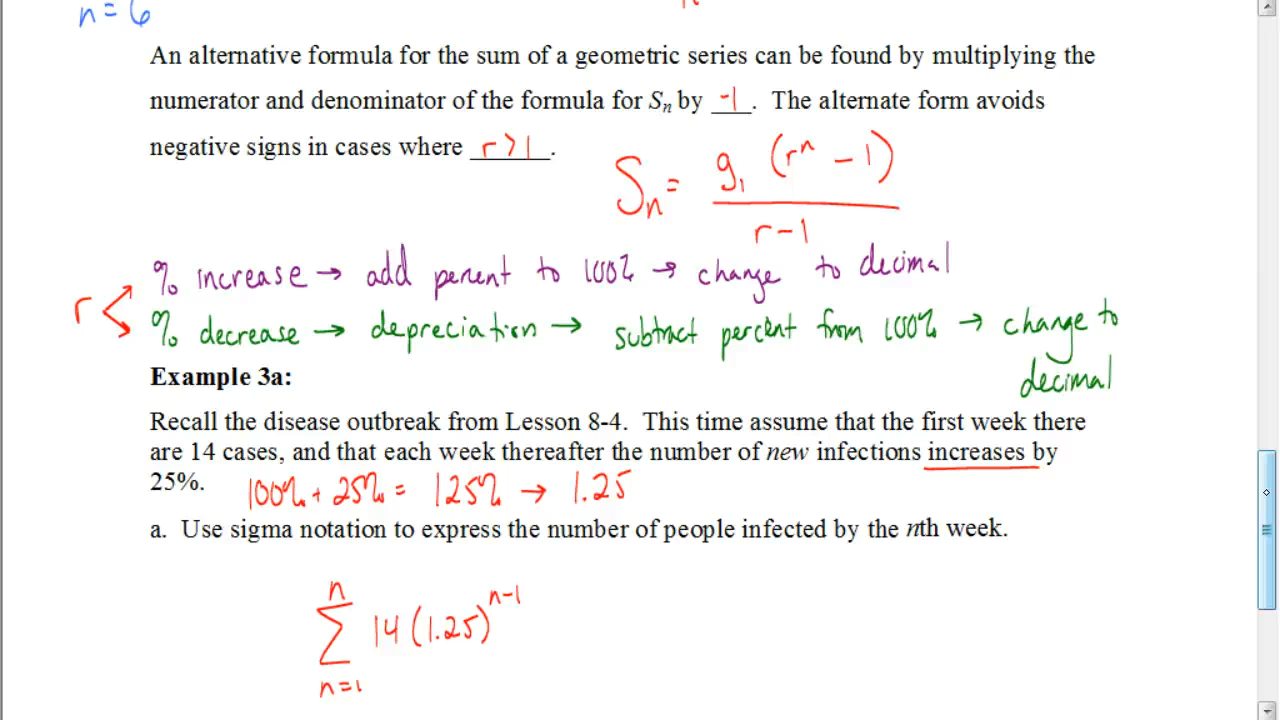 n = 6
An alternative formula for the sum of a geometric series can be found by multiplying the
numerator and denominator of the formula for Sₙ by -1. The alternate form avoids
negative signs in cases where r > 1.
Sₙ = g₁ (rⁿ - 1) / r - 1
% increase → add percent to 100% → change to decimal
r
% decrease → depreciation → subtract percent from 100% → change to
decimal
Example 3a:
Recall the disease outbreak from Lesson 8-4. This time assume that the first week there
are 14 cases, and that each week thereafter the number of new infections increases by
25%. 100% + 25% = 125% → 1.25
a. Use sigma notation to express the number of people infected by the nth week.
n
∑ 14 (1.25)ⁿ⁻¹
n=1